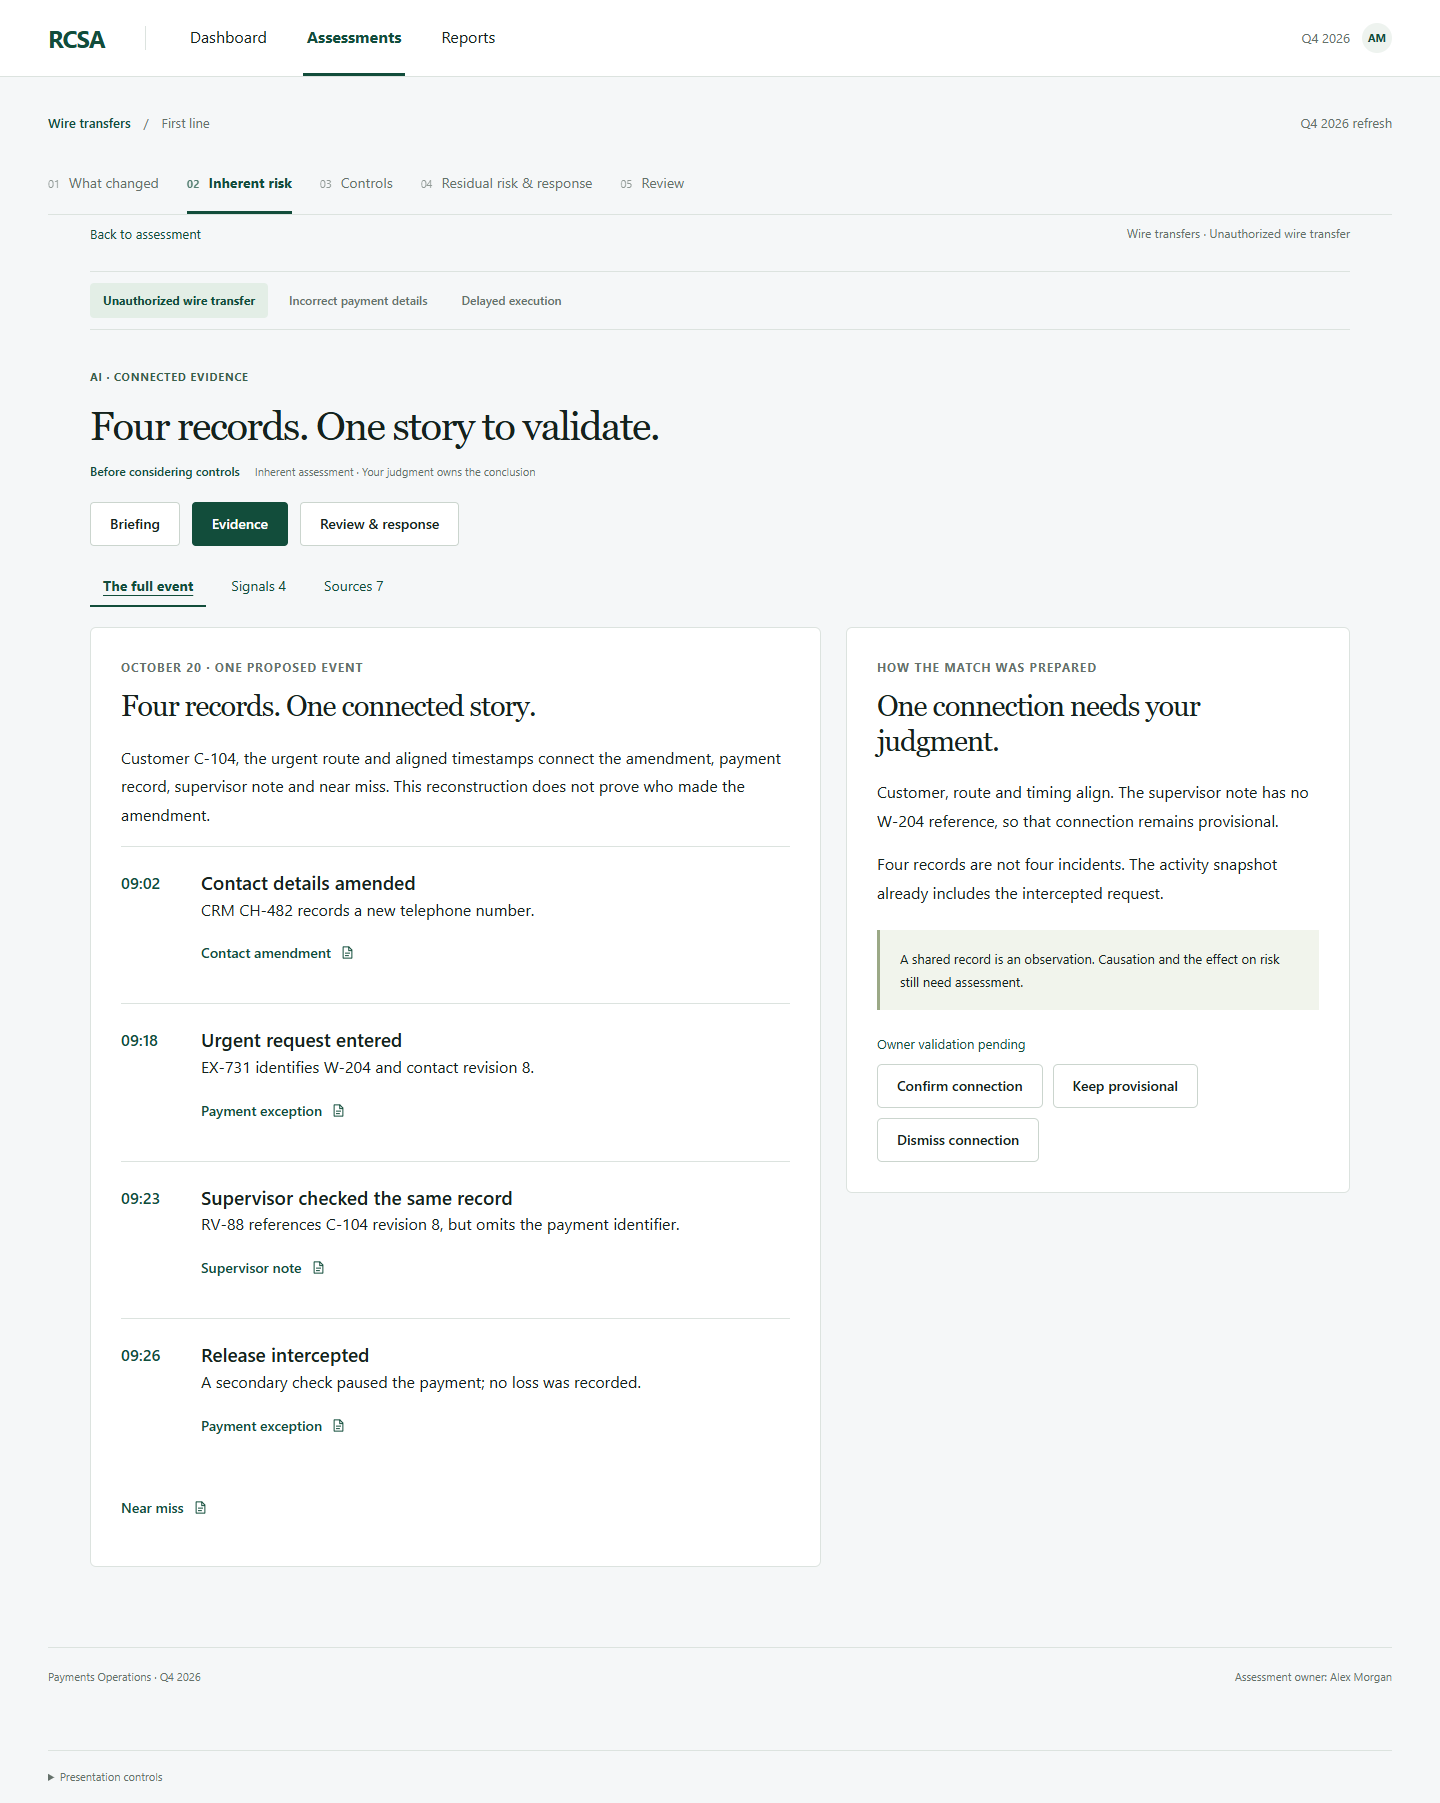 RCSA
Dashboard
Assessments
Reports
Q4 2026
AM
Wire transfers / First line
Q4 2026 refresh
01 What changed
02 Inherent risk
03 Controls
04 Residual risk & response
05 Review
Back to assessment
Wire transfers · Unauthorized wire transfer
Unauthorized wire transfer
Incorrect payment details
Delayed execution
AI · CONNECTED EVIDENCE
Four records. One story to validate.
Before considering controls
Inherent assessment · Your judgment owns the conclusion
Briefing
Evidence
Review & response
The full event
Signals 4
Sources 7
OCTOBER 20 · ONE PROPOSED EVENT
Four records. One connected story.
Customer C-104, the urgent route and aligned timestamps connect the amendment, payment
record, supervisor note and near miss. This reconstruction does not prove who made the
amendment.
09:02
Contact details amended
CRM CH-482 records a new telephone number.
Contact amendment
09:18
Urgent request entered
EX-731 identifies W-204 and contact revision 8.
Payment exception
09:23
Supervisor checked the same record
RV-88 references C-104 revision 8, but omits the payment identifier.
Supervisor note
09:26
Release intercepted
A secondary check paused the payment; no loss was recorded.
Payment exception
Near miss
HOW THE MATCH WAS PREPARED
One connection needs your
judgment.
Customer, route and timing align. The supervisor note has no
W-204 reference, so that connection remains provisional.
Four records are not four incidents. The activity snapshot
already includes the intercepted request.
A shared record is an observation. Causation and the effect on risk
still need assessment.
Owner validation pending
Confirm connection
Keep provisional
Dismiss connection
Payments Operations · Q4 2026
Assessment owner: Alex Morgan
Presentation controls